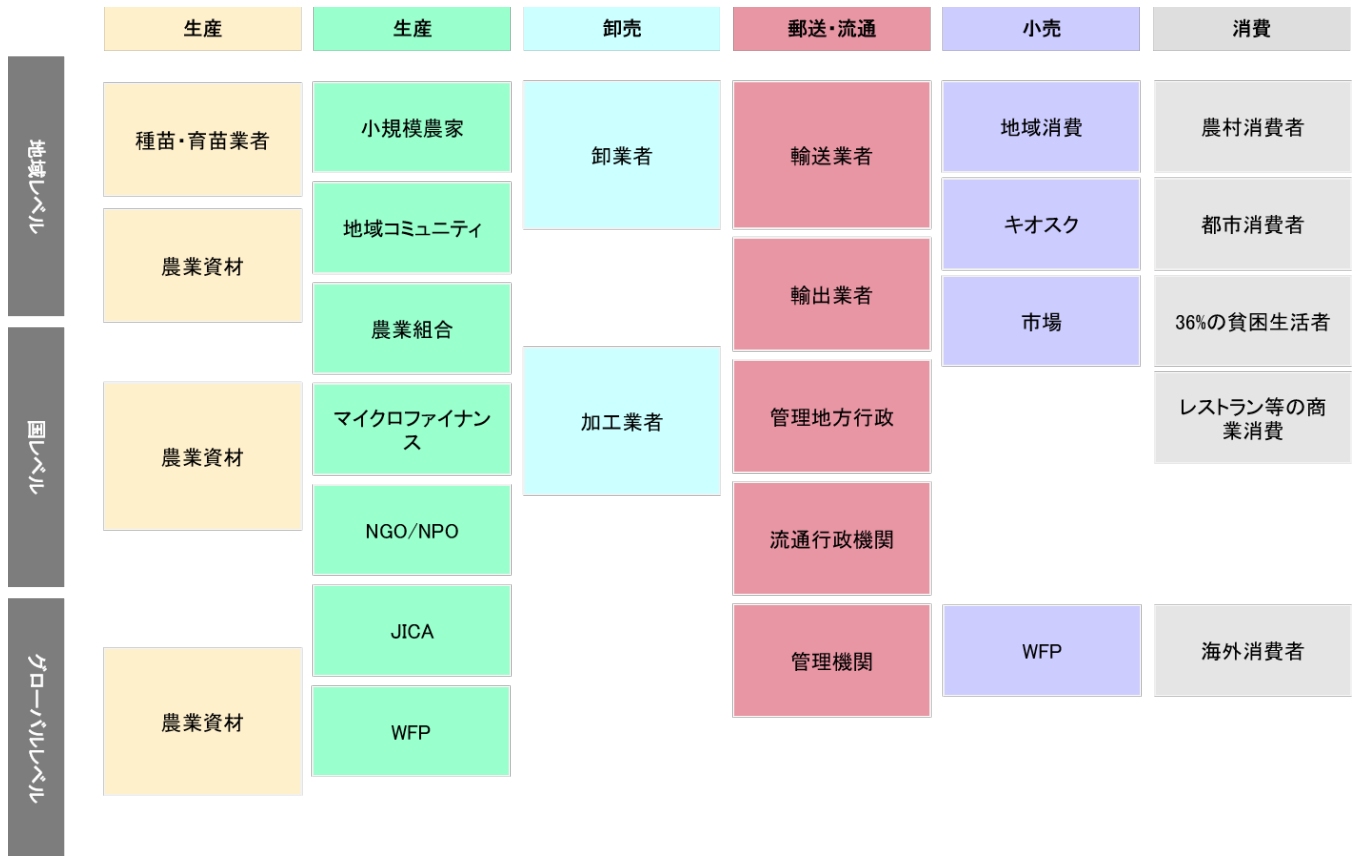 生産
生産
卸売
郵送・流通
小売
消費
地域レベル
国レベル
グローバルレベル
種苗・育苗業者
農業資材
農業資材
農業資材
小規模農家
地域コミュニティ
農業組合
マイクロファイナン
ス
NGO/NPO
JICA
WFP
卸業者
加工業者
輸送業者
輸出業者
管理地方行政
流通行政機関
管理機関
地域消費
キオスク
市場
WFP
農村消費者
都市消費者
36%の貧困生活者
レストラン等の商
業消費
海外消費者